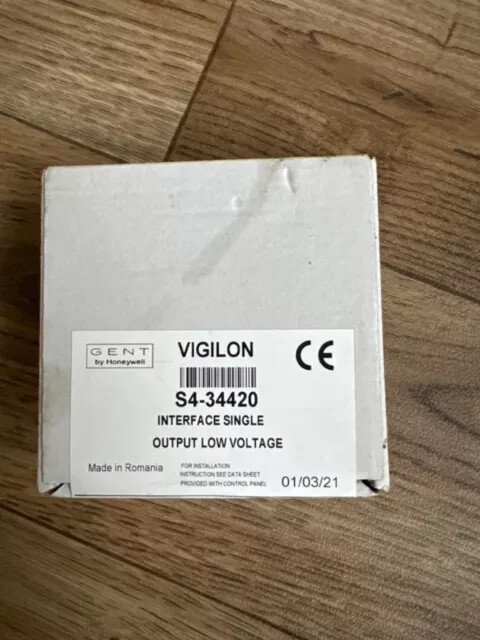 GENT
by Honeywell
VIGILON
CE
S4-34420
INTERFACE SINGLE
OUTPUT LOW VOLTAGE
Made in Romania
FOR INSTALLATION
INSTRUCTION SEE DATA SHEET
PROVIDED WITH CONTROL PANEL
01/03/21